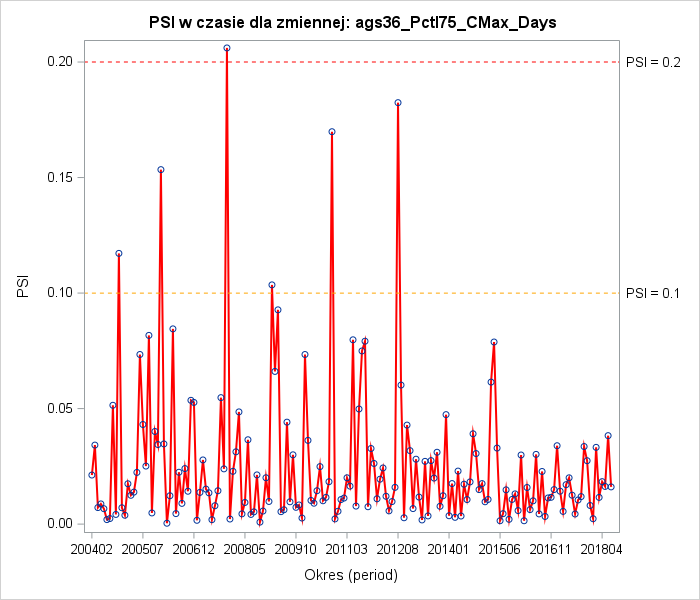 PSI w czasie dla zmiennej: ags36_Pctl75_CMax_Days
0.20
PSI = 0.2
0.15
PSI
0.10
PSI = 0.1
0.05
0.00
200402 200507 200612 200805 200910 201103 201208 201401 201506 201611 201804
Okres (period)